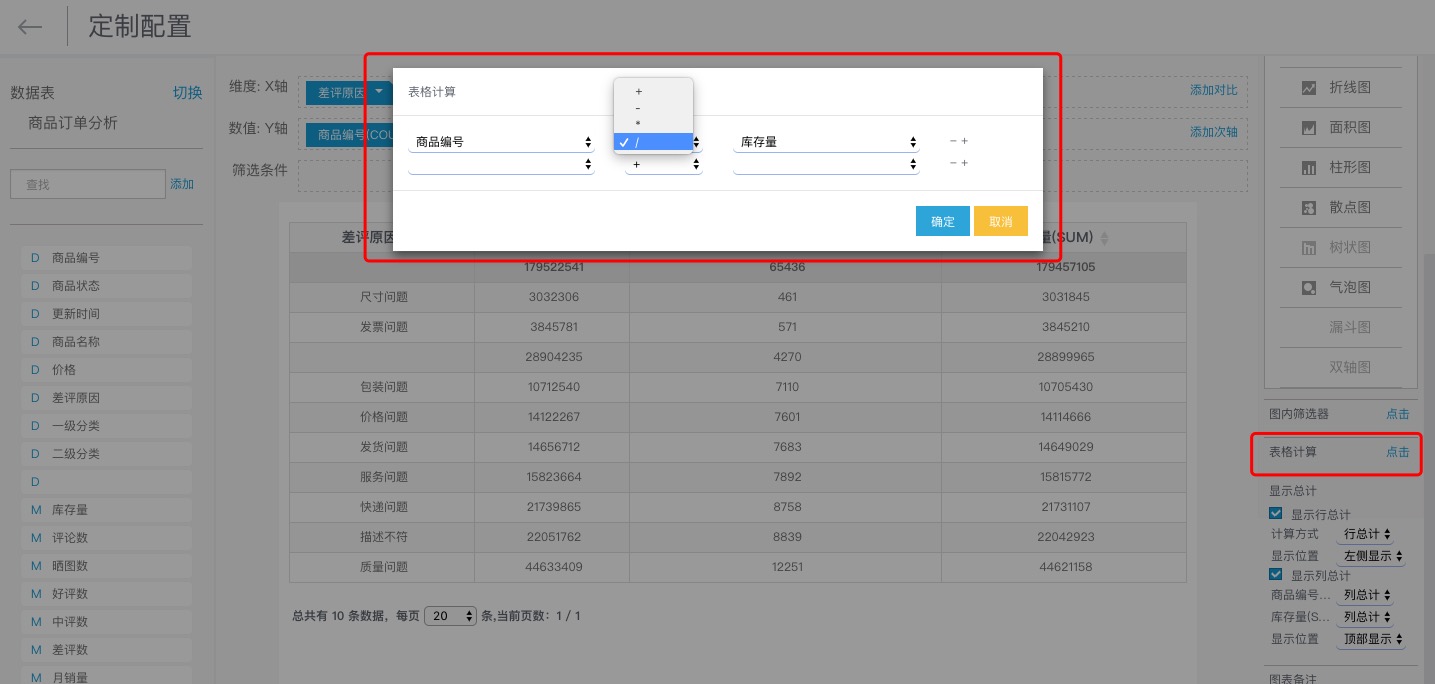 定制配置
数据表 切换
商品订单分析
查找 添加
D 商品编号
D 商品状态
D 更新时间
D 商品名称
D 价格
D 差评原因
D 一级分类
D 二级分类
D
M 库存量
M 评论数
M 晒图数
M 好评数
M 中评数
M 差评数
M 月销量
维度: X轴 差评原因 添加对比
数值: Y轴 商品编号(COU 添加次轴
筛选条件
表格计算
+
-
*
✓ /
商品编号 库存量 − +
+ − +
确定 取消
差评原因 量(SUM)
179522541 65436 179457105
尺寸问题 3032306 461 3031845
发票问题 3845781 571 3845210
28904235 4270 28899965
包装问题 10712540 7110 10705430
价格问题 14122267 7601 14114666
发货问题 14656712 7683 14649029
服务问题 15823664 7892 15815772
快递问题 21739865 8758 21731107
描述不符 22051762 8839 22042923
质量问题 44633409 12251 44621158
总共有 10 条数据，每页 20 条,当前页数：1 / 1
折线图
面积图
柱形图
散点图
树状图
气泡图
漏斗图
双轴图
图内筛选器 点击
表格计算 点击
显示总计
显示行总计
计算方式 行总计
显示位置 左侧显示
显示列总计
商品编号... 列总计
库存量(S... 列总计
显示位置 顶部显示
图表备注